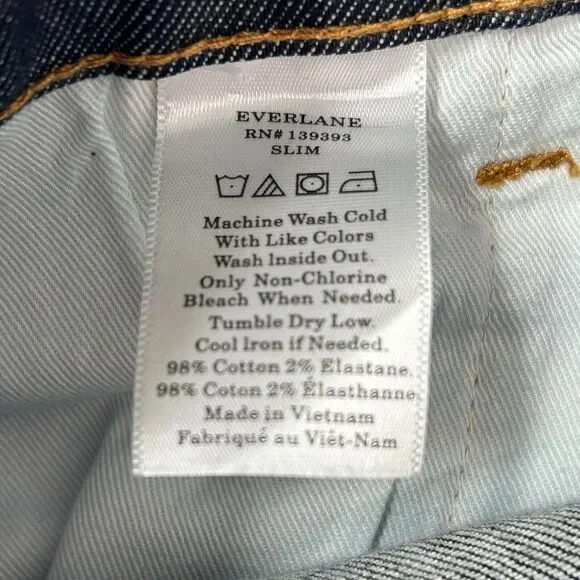 EVERLANE
RN# 139393
SLIM
Machine Wash Cold
With Like Colors
Wash Inside Out.
Only Non-Chlorine
Bleach When Needed.
Tumble Dry Low.
Cool Iron if Needed.
98% Cotton 2% Elastane.
98% Coton 2% Élasthanne
Made in Vietnam
Fabriqué au Viêt-Nam